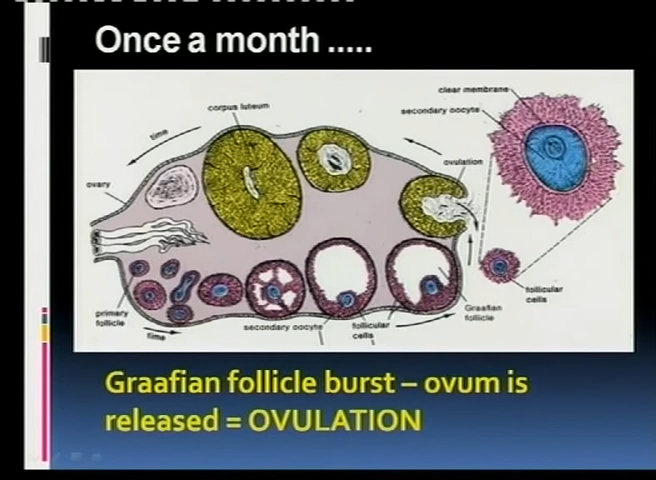 Once a month .....
clear membrane
corpus luteum
secondary oocyte
time
ovulation
ovary
follicular
cells
primary
follicle
Graafian
follicle
time
secondary oocyte
follicular
cells
Graafian follicle burst – ovum is
released = OVULATION